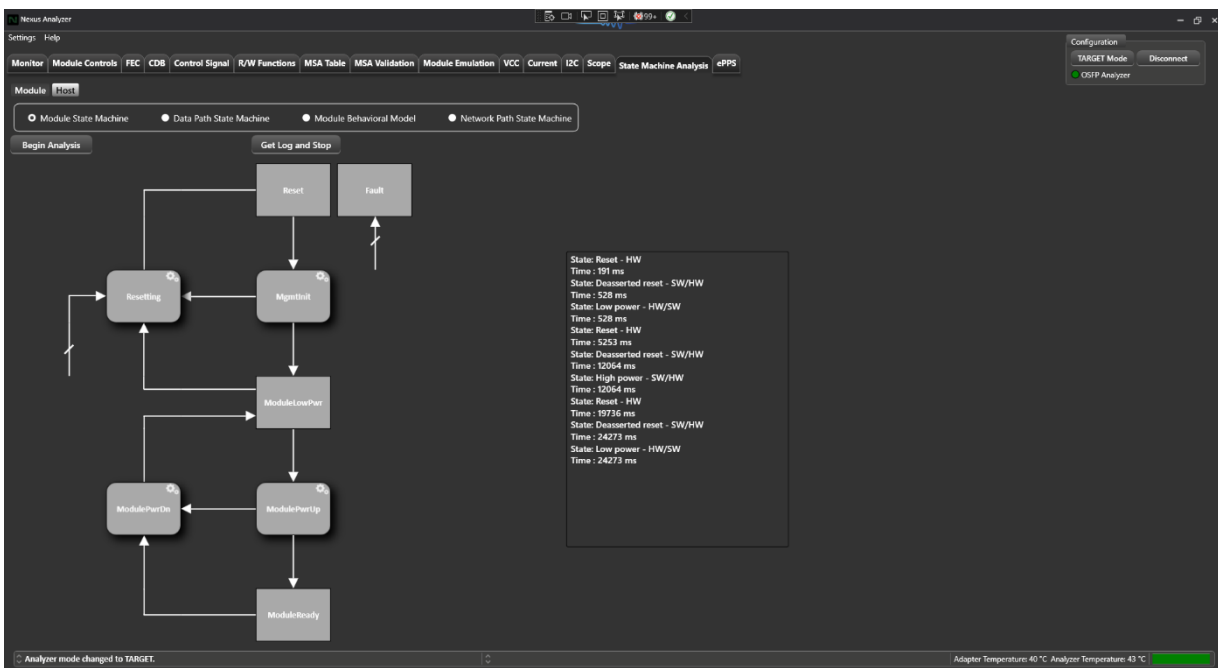 Nexus Analyzer
99+
Settings Help
Configuration
TARGET Mode Disconnect
OSFP Analyzer
Monitor Module Controls FEC CDB Control Signal R/W Functions MSA Table MSA Validation Module Emulation VCC Current I2C Scope State Machine Analysis ePPS
Module Host
Module State Machine Data Path State Machine Module Behavioral Model Network Path State Machine
Begin Analysis Get Log and Stop
Reset Fault
Resetting MgmtInit
ModuleLowPwr
ModulePwrDn ModulePwrUp
ModuleReady
State: Reset - HW
Time : 191 ms
State: Deasserted reset - SW/HW
Time : 528 ms
State: Low power - HW/SW
Time : 528 ms
State: Reset - HW
Time : 5253 ms
State: Deasserted reset - SW/HW
Time : 12064 ms
State: High power - SW/HW
Time : 12064 ms
State: Reset - HW
Time : 19736 ms
State: Deasserted reset - SW/HW
Time : 24273 ms
State: Low power - HW/SW
Time : 24273 ms
Analyzer mode changed to TARGET.
Adapter Temperature: 40 °C Analyzer Temperature: 43 °C